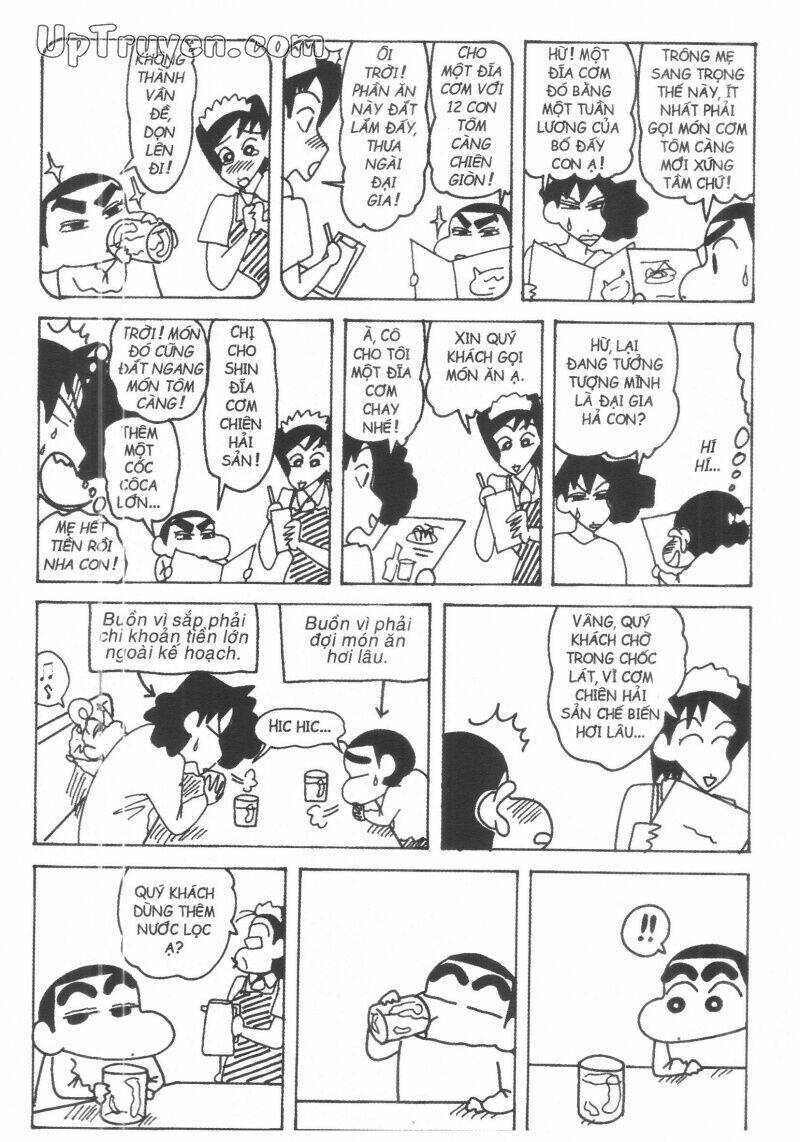 UpTruyen.com
TRÔNG MẸ
SANG TRỌNG
THẾ NÀY, ÍT
NHẤT PHẢI
GỌI MÓN CƠM
TÔM CÀNG
MỚI XỨNG
TẦM CHỨ!
HỪ! MỘT
ĐĨA CƠM
ĐÓ BẰNG
MỘT TUẦN
LƯƠNG CỦA
BỐ ĐẤY
CON Ạ!
CHO
MỘT ĐĨA
CƠM VỚI
12 CON
TÔM
CÀNG
CHIÊN
GIÒN!
ÔI
TRỜI!
PHẦN ĂN
NÀY ĐẮT
LẮM ĐẤY,
THƯA
NGÀI
ĐẠI
GIA!
KHÔNG
THÀNH
VẤN
ĐỀ,
DỌN
LÊN
ĐI!
HỪ, LẠI
ĐANG TƯỞNG
TƯỢNG MÌNH
LÀ ĐẠI GIA
HẢ CON?
HÍ
HÍ...
XIN QUÝ
KHÁCH GỌI
MÓN ĂN Ạ.
À, CÔ
CHO TÔI
MỘT ĐĨA
CƠM
CHAY
NHÉ!
CHỊ
CHO
SHIN
ĐĨA
CƠM
CHIÊN
HẢI
SẢN!
TRỜI! MÓN
ĐÓ CŨNG
ĐẮT NGANG
MÓN TÔM
CÀNG!
THÊM
MỘT
CỐC
CÔCA
LỚN...
MẸ HẾT
TIỀN RỒI
NHA CON!
VÂNG, QUÝ
KHÁCH CHỜ
TRONG CHỐC
LÁT, VÌ CƠM
CHIÊN HẢI
SẢN CHẾ BIẾN
HƠI LÂU...
Buồn vì phải
đợi món ăn
hơi lâu.
Buồn vì sắp phải
chi khoản tiền lớn
ngoài kế hoạch.
HIC HIC...
!!
QUÝ KHÁCH
DÙNG THÊM
NƯỚC LỌC
Ạ?